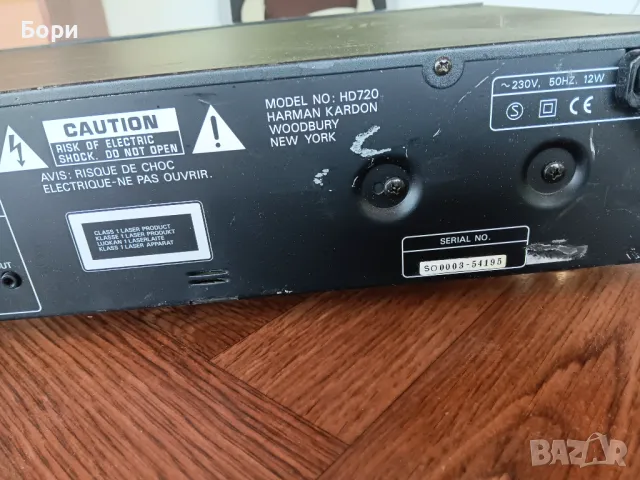 Бори
CAUTION
RISK OF ELECTRIC
SHOCK. DO NOT OPEN
AVIS: RISQUE DE CHOC
ELECTRIQUE-NE PAS OUVRIR.
MODEL NO: HD720
HARMAN KARDON
WOODBURY
NEW YORK
~230V. 50HZ. 12W
S
CE
CLASS 1 LASER PRODUCT
KLASSE 1 LASER PRODUKT
LUOKAN 1 LASERLAITE
KLASS 1 LASER APPARAT
UT
SERIAL NO.
SO0003-54195
BAZAR